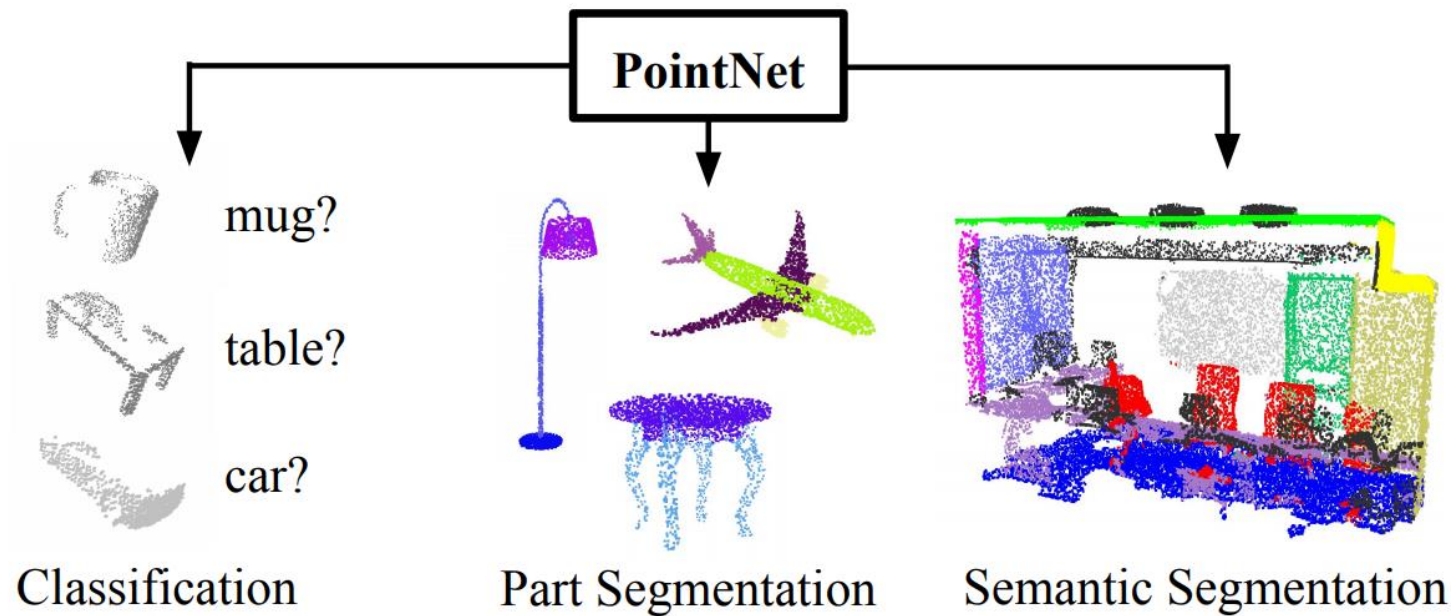 PointNet
mug?
table?
car?
Classification
Part Segmentation
Semantic Segmentation